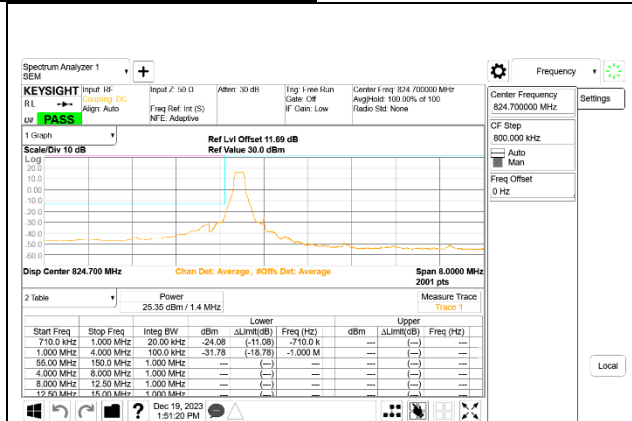 Spectrum Analyzer 1
SEM
Frequency
KEYSIGHT
Input: RF
Coupling: DC
Align: Auto
Input Z: 50 Ω
Freq Ref: Int (S)
NFE: Adaptive
Atten: 30 dB
Trig: Free Run
Gate: Off
IF Gain: Low
Center Freq: 824.700000 MHz
Avg|Hold: 100.00% of 100
Radio Std: None
R L
PASS
Center Frequency
824.700000 MHz
Settings
CF Step
800.000 kHz
Auto
Man
Freq Offset
0 Hz
1 Graph
Scale/Div 10 dB
Ref Lvl Offset 11.69 dB
Ref Value 30.0 dBm
Log
20.0
10.0
0.00
-10.0
-20.0
-30.0
-40.0
-50.0
-60.0
Disp Center 824.700 MHz
Chan Det: Average, #Offs Det: Average
Span 8.0000 MHz
2001 pts
2 Table
Power
25.35 dBm / 1.4 MHz
Measure Trace
Trace 1
Lower Upper
Start Freq Stop Freq Integ BW dBm ΔLimit(dB) Freq (Hz) dBm ΔLimit(dB) Freq (Hz)
710.0 kHz 1.000 MHz 20.00 kHz -24.08 (-11.08) -710.0 k --- (---) ---
1.000 MHz 4.000 MHz 100.0 kHz -31.78 (-18.78) -1.000 M --- (---) ---
55.00 MHz 150.0 MHz 1.000 MHz --- (---) --- --- (---) ---
4.000 MHz 8.000 MHz 1.000 MHz --- (---) --- --- (---) ---
8.000 MHz 12.50 MHz 1.000 MHz --- (---) --- --- (---) ---
12.50 MHz 15.00 MHz 1.000 MHz --- (---) --- --- (---) ---
Local
Dec 19, 2023
1:51:20 PM